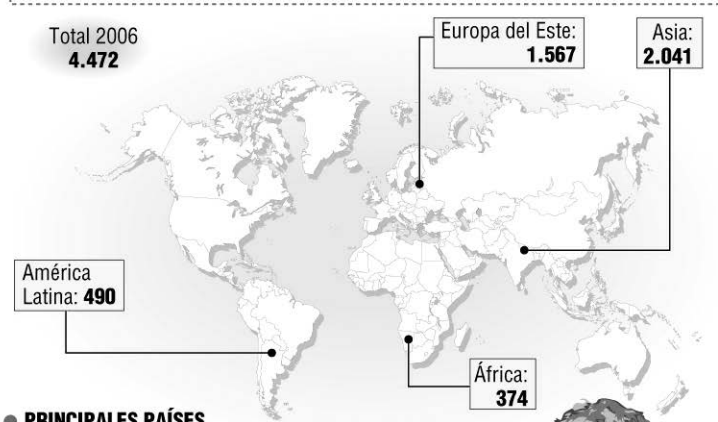 Total 2006
4.472
Europa del Este:
1.567
Asia:
2.041
América
Latina: 490
África:
374
PRINCIPALES PAÍSES